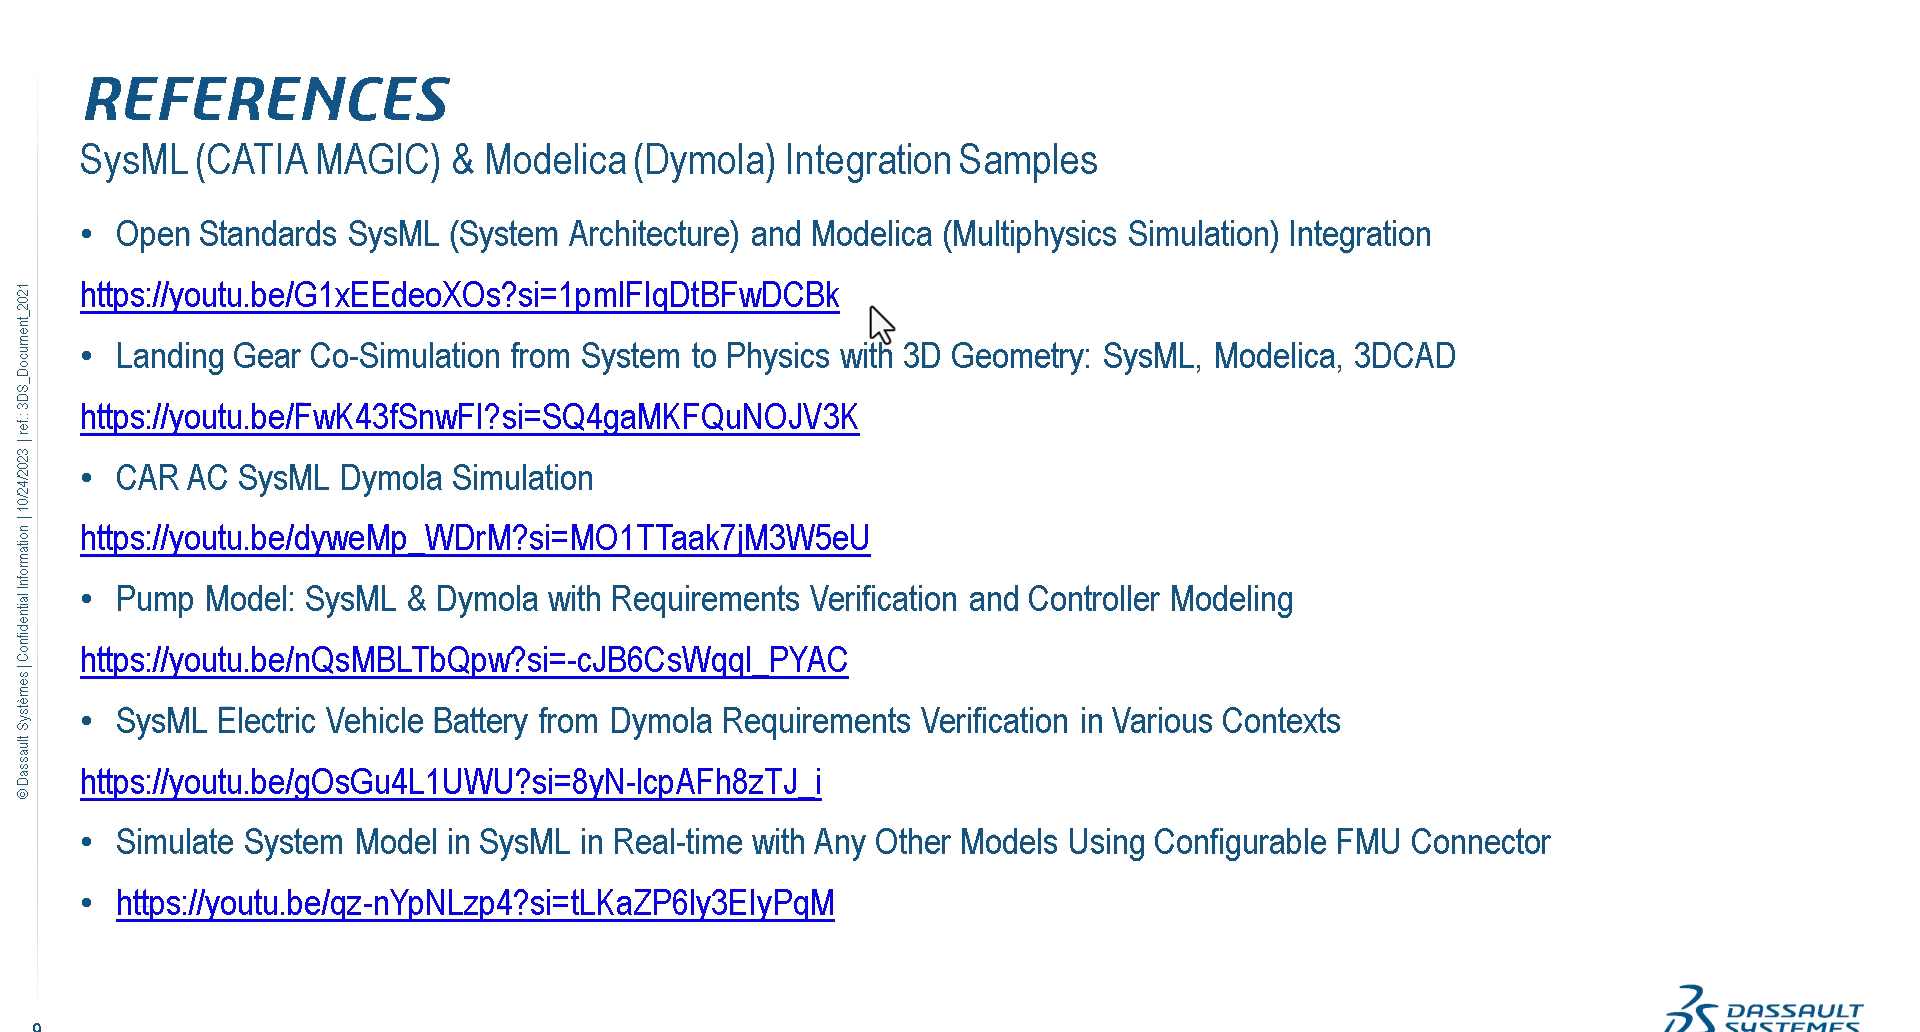 REFERENCES
SysML (CATIA MAGIC) & Modelica (Dymola) Integration Samples
• Open Standards SysML (System Architecture) and Modelica (Multiphysics Simulation) Integration
https://youtu.be/G1xEEdeoXOs?si=1pmlFIqDtBFwDCBk
• Landing Gear Co-Simulation from System to Physics with 3D Geometry: SysML, Modelica, 3DCAD
https://youtu.be/FwK43fSnwFI?si=SQ4gaMKFQuNOJV3K
• CAR AC SysML Dymola Simulation
https://youtu.be/dyweMp_WDrM?si=MO1TTaak7jM3W5eU
• Pump Model: SysML & Dymola with Requirements Verification and Controller Modeling
https://youtu.be/nQsMBLTbQpw?si=-cJB6CsWqql_PYAC
• SysML Electric Vehicle Battery from Dymola Requirements Verification in Various Contexts
https://youtu.be/gOsGu4L1UWU?si=8yN-lcpAFh8zTJ_i
• Simulate System Model in SysML in Real-time with Any Other Models Using Configurable FMU Connector
• https://youtu.be/qz-nYpNLzp4?si=tLKaZP6ly3ElyPqM
© Dassault Systèmes | Confidential Information | 10/24/2023 | ref.: 3DS_Document_2021
9
DASSAULT
SYSTEMES